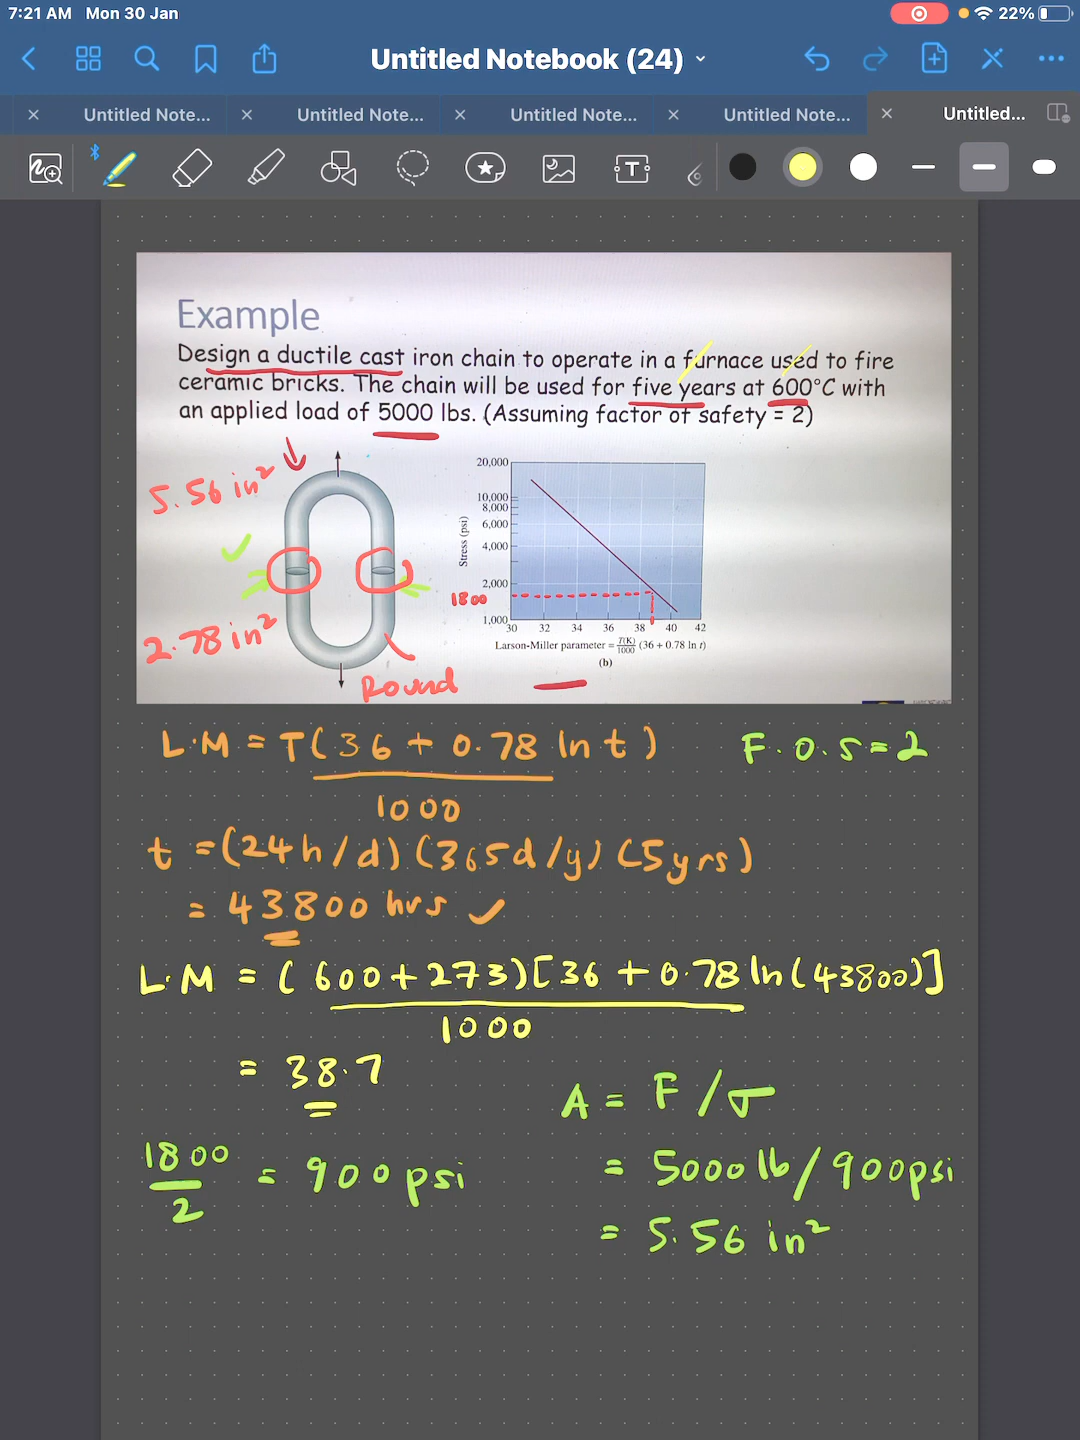 7:21 AM Mon 30 Jan
22%
Untitled Notebook (24)
Untitled Note...
Untitled Note...
Untitled Note...
Untitled Note...
Untitled...
T
Example
Design a ductile cast iron chain to operate in a furnace used to fire
ceramic bricks. The chain will be used for five years at 600°C with
an applied load of 5000 lbs. (Assuming factor of safety = 2)
5.56 in²
2.78 in²
Round
20,000
10,000
8,000
6,000
4,000
2,000
1,000
Stress (psi)
1800
30 32 34 36 38 40 42
Larson-Miller parameter = T(K)/1000 (36 + 0.78 ln t)
(b)
L.M = T(36 + 0.78 ln t)
1000
F.O.S = 2
t = (24h/d) (365d/y) (5yrs)
= 43800 hrs ✓
L.M = (600+273)[36 + 0.78 ln(43800)]
1000
= 38.7
A = F/σ
1800
2
= 900 psi
= 5000 lb/900psi
= 5.56 in²